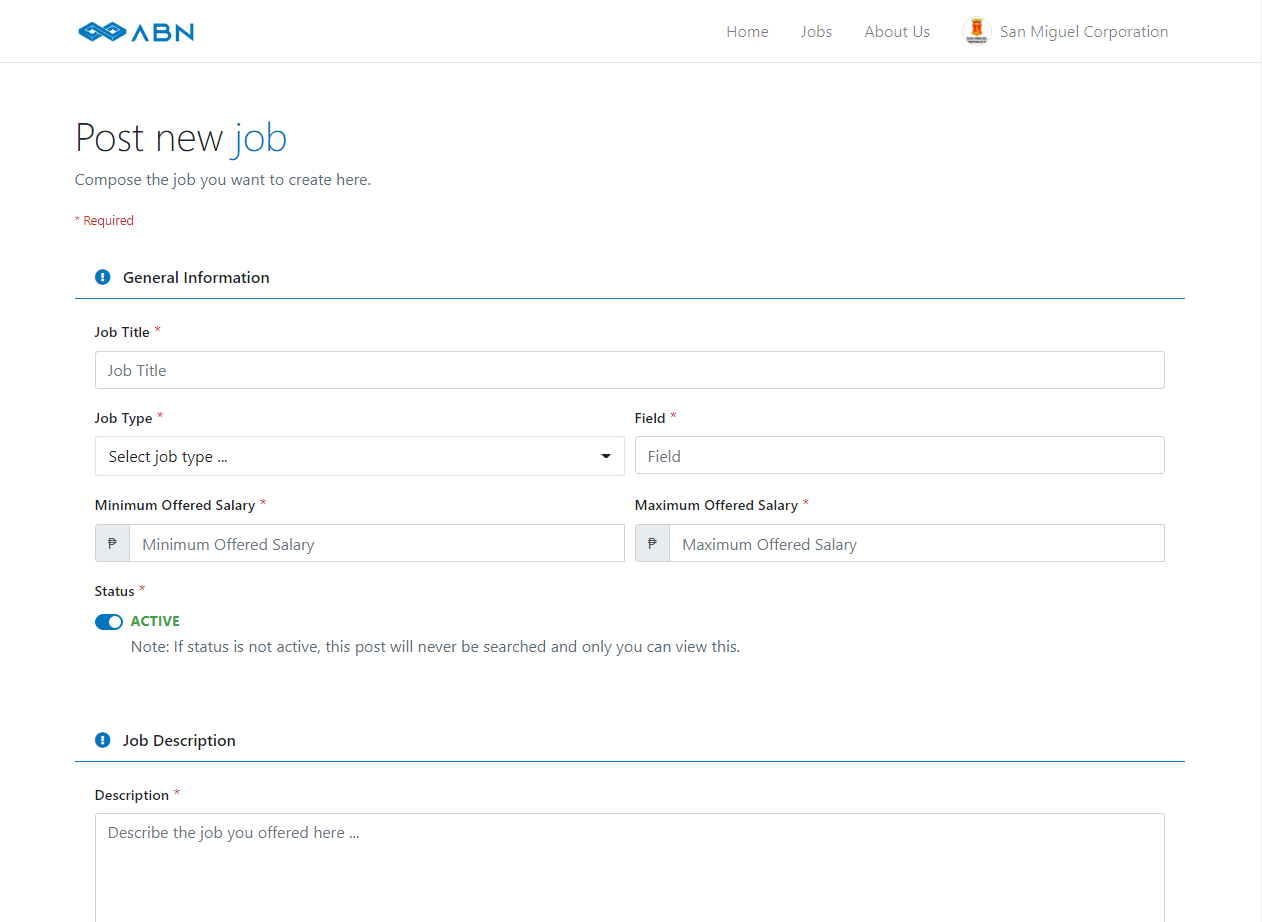 ABN
Home Jobs About Us San Miguel Corporation
Post new job
Compose the job you want to create here.
* Required
General Information
Job Title *
Job Title
Job Type * Field *
Select job type ... Field
Minimum Offered Salary * Maximum Offered Salary *
₱ Minimum Offered Salary ₱ Maximum Offered Salary
Status *
ACTIVE
Note: If status is not active, this post will never be searched and only you can view this.
Job Description
Description *
Describe the job you offered here ...